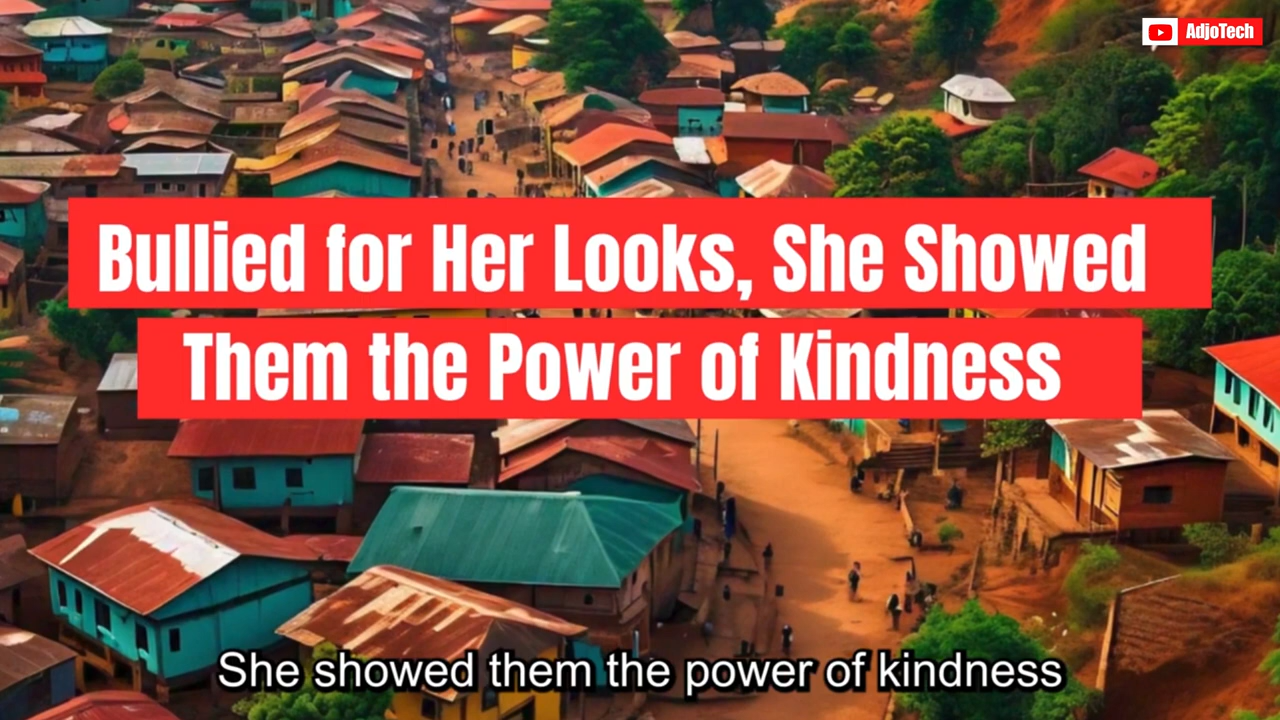 AdjoTech
Bullied for Her Looks, She Showed
Them the Power of Kindness
She showed them the power of kindness